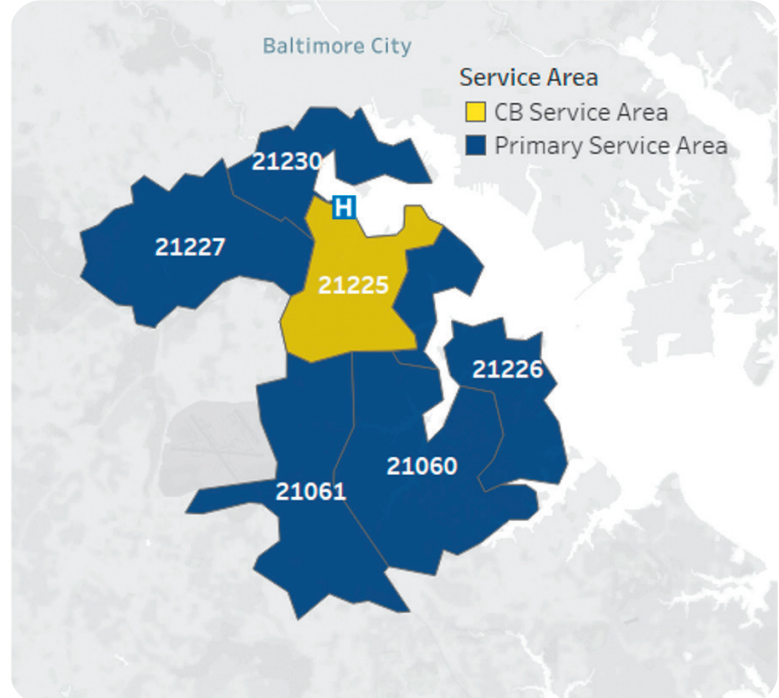 Baltimore City
Service Area
CB Service Area
Primary Service Area
21230
H
21227
21225
21226
21060
21061